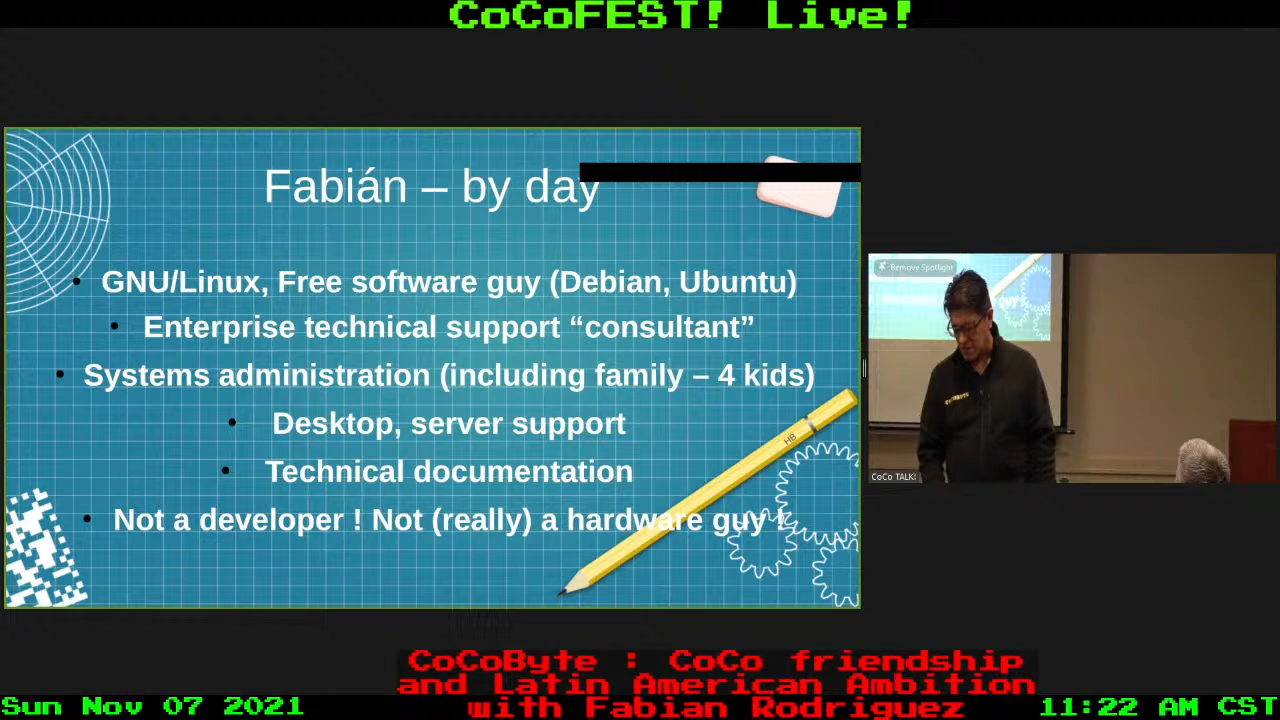 CoCoFEST! Live!
Fabián – by day
• GNU/Linux, Free software guy (Debian, Ubuntu)
• Enterprise technical support “consultant”
• Systems administration (including family – 4 kids)
• Desktop, server support
• Technical documentation
• Not a developer ! Not (really) a hardware guy !
HB
Remove Spotlight
CoCo TALK!
CoCoByte : CoCo friendship
and Latin American Ambition
with Fabian Rodriguez
Sun Nov 07 2021
11:22 AM CST